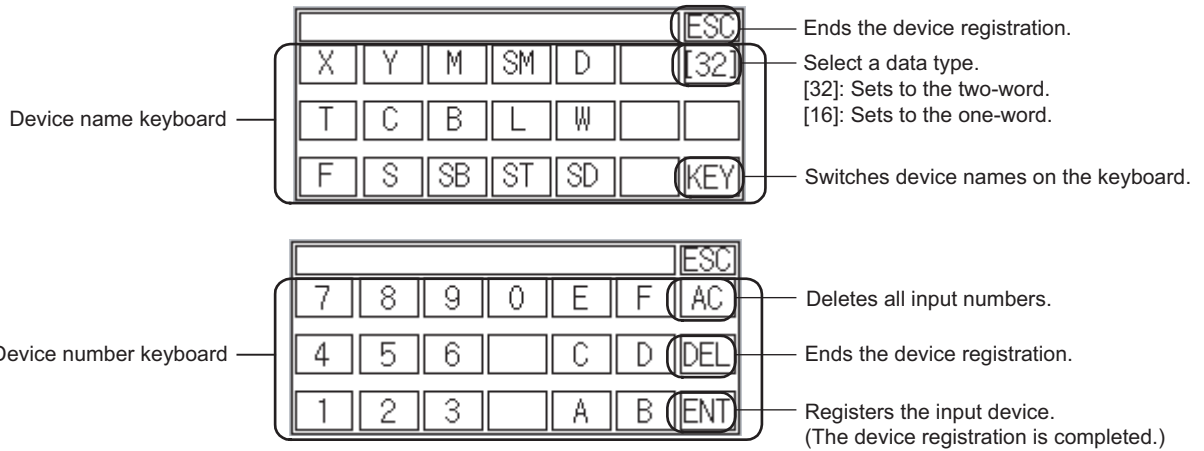 ESC
Ends the device registration.
X Y M SM D [32]
Select a data type.
[32]: Sets to the two-word.
[16]: Sets to the one-word.
Device name keyboard
T C B L W
F S SB ST SD KEY
Switches device names on the keyboard.
ESC
7 8 9 0 E F AC
Deletes all input numbers.
Device number keyboard
4 5 6 C D DEL
Ends the device registration.
1 2 3 A B ENT
Registers the input device.
(The device registration is completed.)